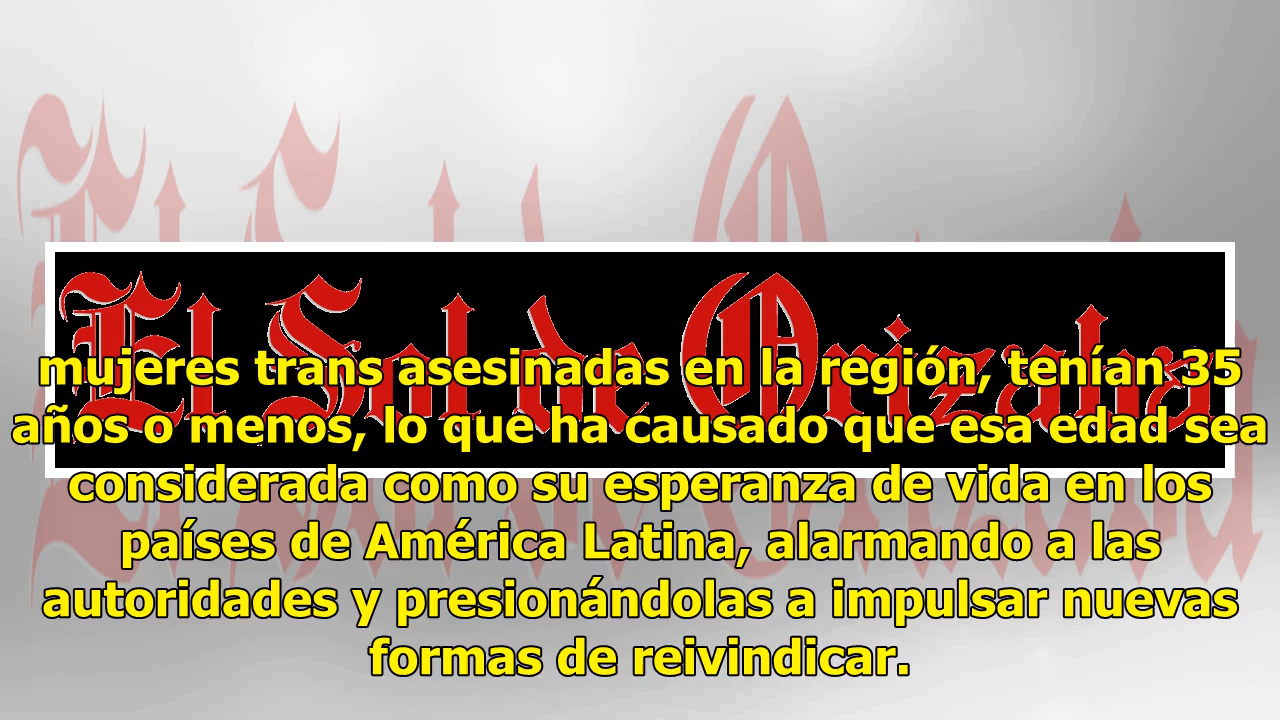 El Sol de Orizaba
mujeres trans asesinadas en la región, tenían 35
años o menos, lo que ha causado que esa edad sea
considerada como su esperanza de vida en los
países de América Latina, alarmando a las
autoridades y presionándolas a impulsar nuevas
formas de reivindicar.